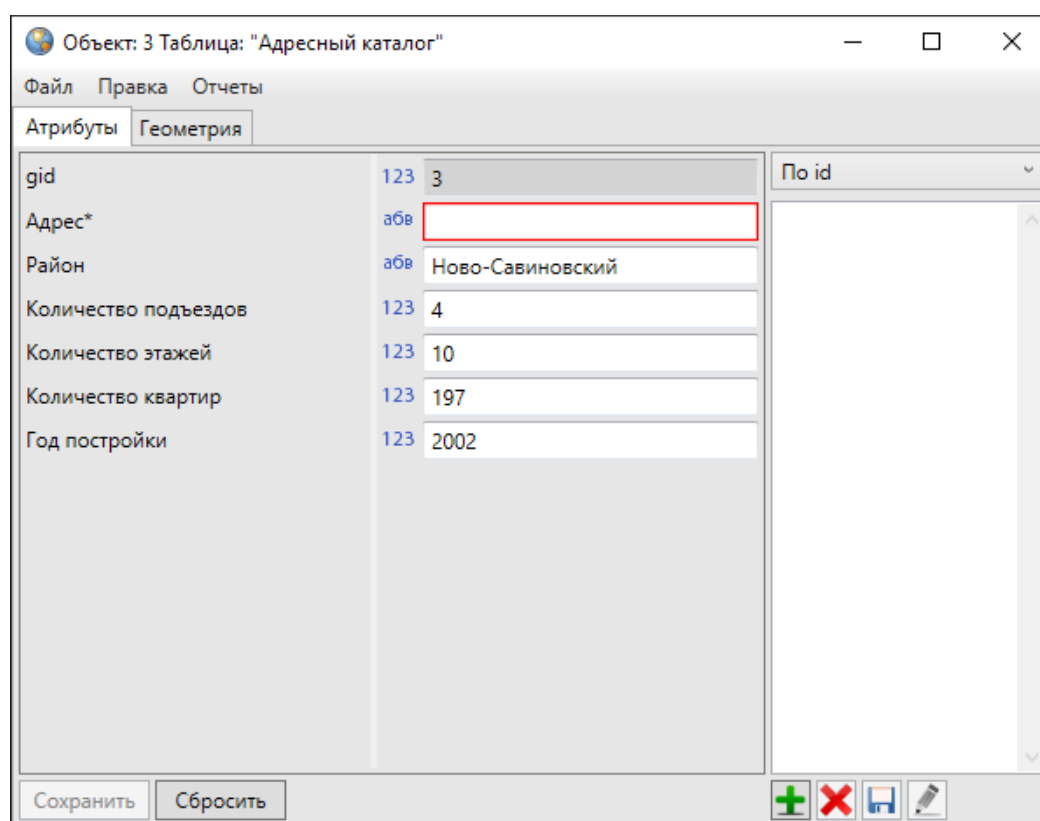 Объект: 3 Таблица: "Адресный каталог"
Файл Правка Отчеты
Атрибуты Геометрия
gid 123 3 По id
Адрес* абв
Район абв Ново-Савиновский
Количество подъездов 123 4
Количество этажей 123 10
Количество квартир 123 197
Год постройки 123 2002
Сохранить Сбросить